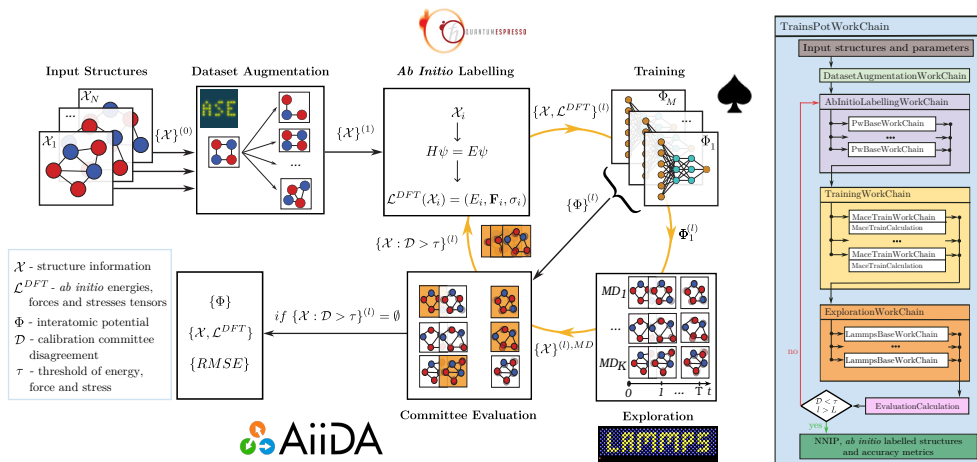 QUANTUMESPRESSO
Input Structures
Dataset Augmentation
Ab Initio Labelling
Training
𝒳_N
...
𝒳_1
{𝒳}^(0)
ASE
...
{𝒳}^(1)
𝒳_i
Hψ = Eψ
ℒ^DFT(𝒳_i) = (E_i, F_i, σ_i)
{𝒳, ℒ^DFT}^(l)
Φ_M
...
Φ_1
{Φ}^(l)
Φ_1^(l)
{𝒳 : 𝒟 > τ}^(l)
𝒳 - structure information
ℒ^DFT - ab initio energies,
forces and stresses tensors
Φ - interatomic potential
𝒟 - calibration committee
disagreement
τ - threshold of energy,
force and stress
{Φ}
{𝒳, ℒ^DFT}
{RMSE}
if {𝒳 : 𝒟 > τ}^(l) = ∅
Committee Evaluation
{𝒳}^(l),MD
MD_1
...
MD_K
0 1 ... T t
Exploration
AiiDA
LAMMPS
TrainsPotWorkChain
Input structures and parameters
DatasetAugmentationWorkChain
AbInitioLabellingWorkChain
PwBaseWorkChain
•••
PwBaseWorkChain
TrainingWorkChain
MaceTrainWorkChain
MaceTrainCalculation
•••
MaceTrainWorkChain
MaceTrainCalculation
ExplorationWorkChain
LammpsBaseWorkChain
•••
LammpsBaseWorkChain
no
𝒟 < τ
l > L
EvaluationCalculation
yes
NNIP, ab initio labelled structures
and accuracy metrics